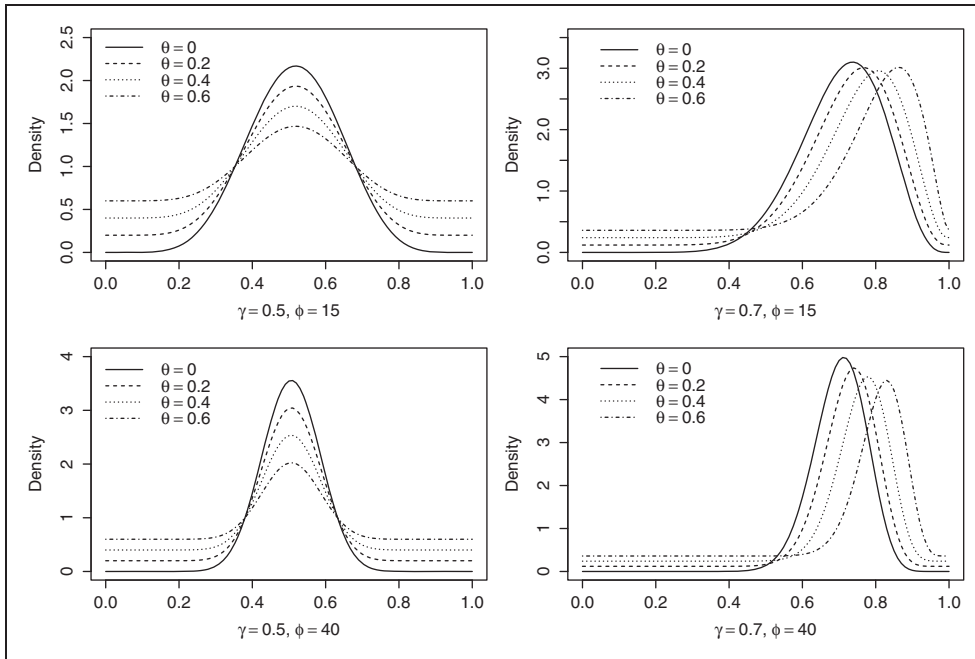 Density
2.5
2.0
1.5
1.0
0.5
0.0
θ = 0
θ = 0.2
θ = 0.4
θ = 0.6
0.0 0.2 0.4 0.6 0.8 1.0
γ = 0.5, ϕ = 15
Density
3.0
2.0
1.0
0.0
θ = 0
θ = 0.2
θ = 0.4
θ = 0.6
0.0 0.2 0.4 0.6 0.8 1.0
γ = 0.7, ϕ = 15
Density
4
3
2
1
0
θ = 0
θ = 0.2
θ = 0.4
θ = 0.6
0.0 0.2 0.4 0.6 0.8 1.0
γ = 0.5, ϕ = 40
Density
5
4
3
2
1
0
θ = 0
θ = 0.2
θ = 0.4
θ = 0.6
0.0 0.2 0.4 0.6 0.8 1.0
γ = 0.7, ϕ = 40